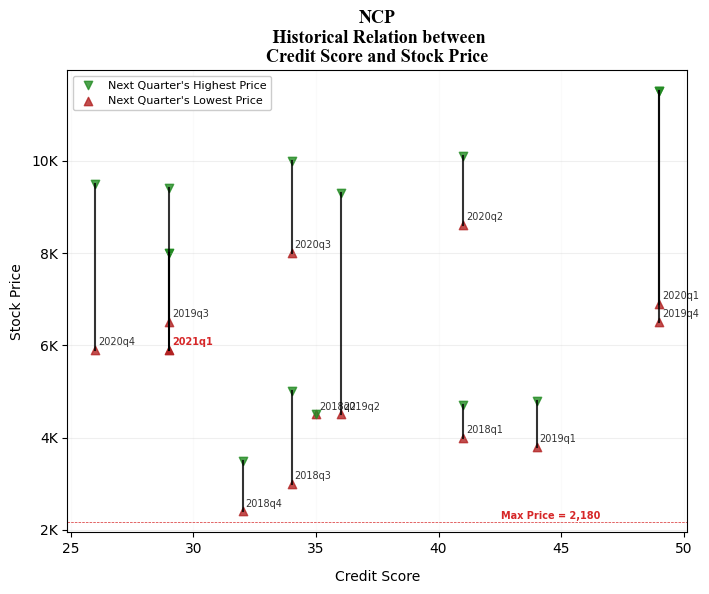 NCP
Historical Relation between
Credit Score and Stock Price
Next Quarter's Highest Price
Next Quarter's Lowest Price
10K
8K
6K
4K
2K
Stock Price
2020q1
2019q4
2020q2
2020q3
2019q3
2020q4
2021q1
2018q2
2019q2
2018q1
2019q1
2018q3
2018q4
Max Price = 2,180
25
30
35
40
45
50
Credit Score